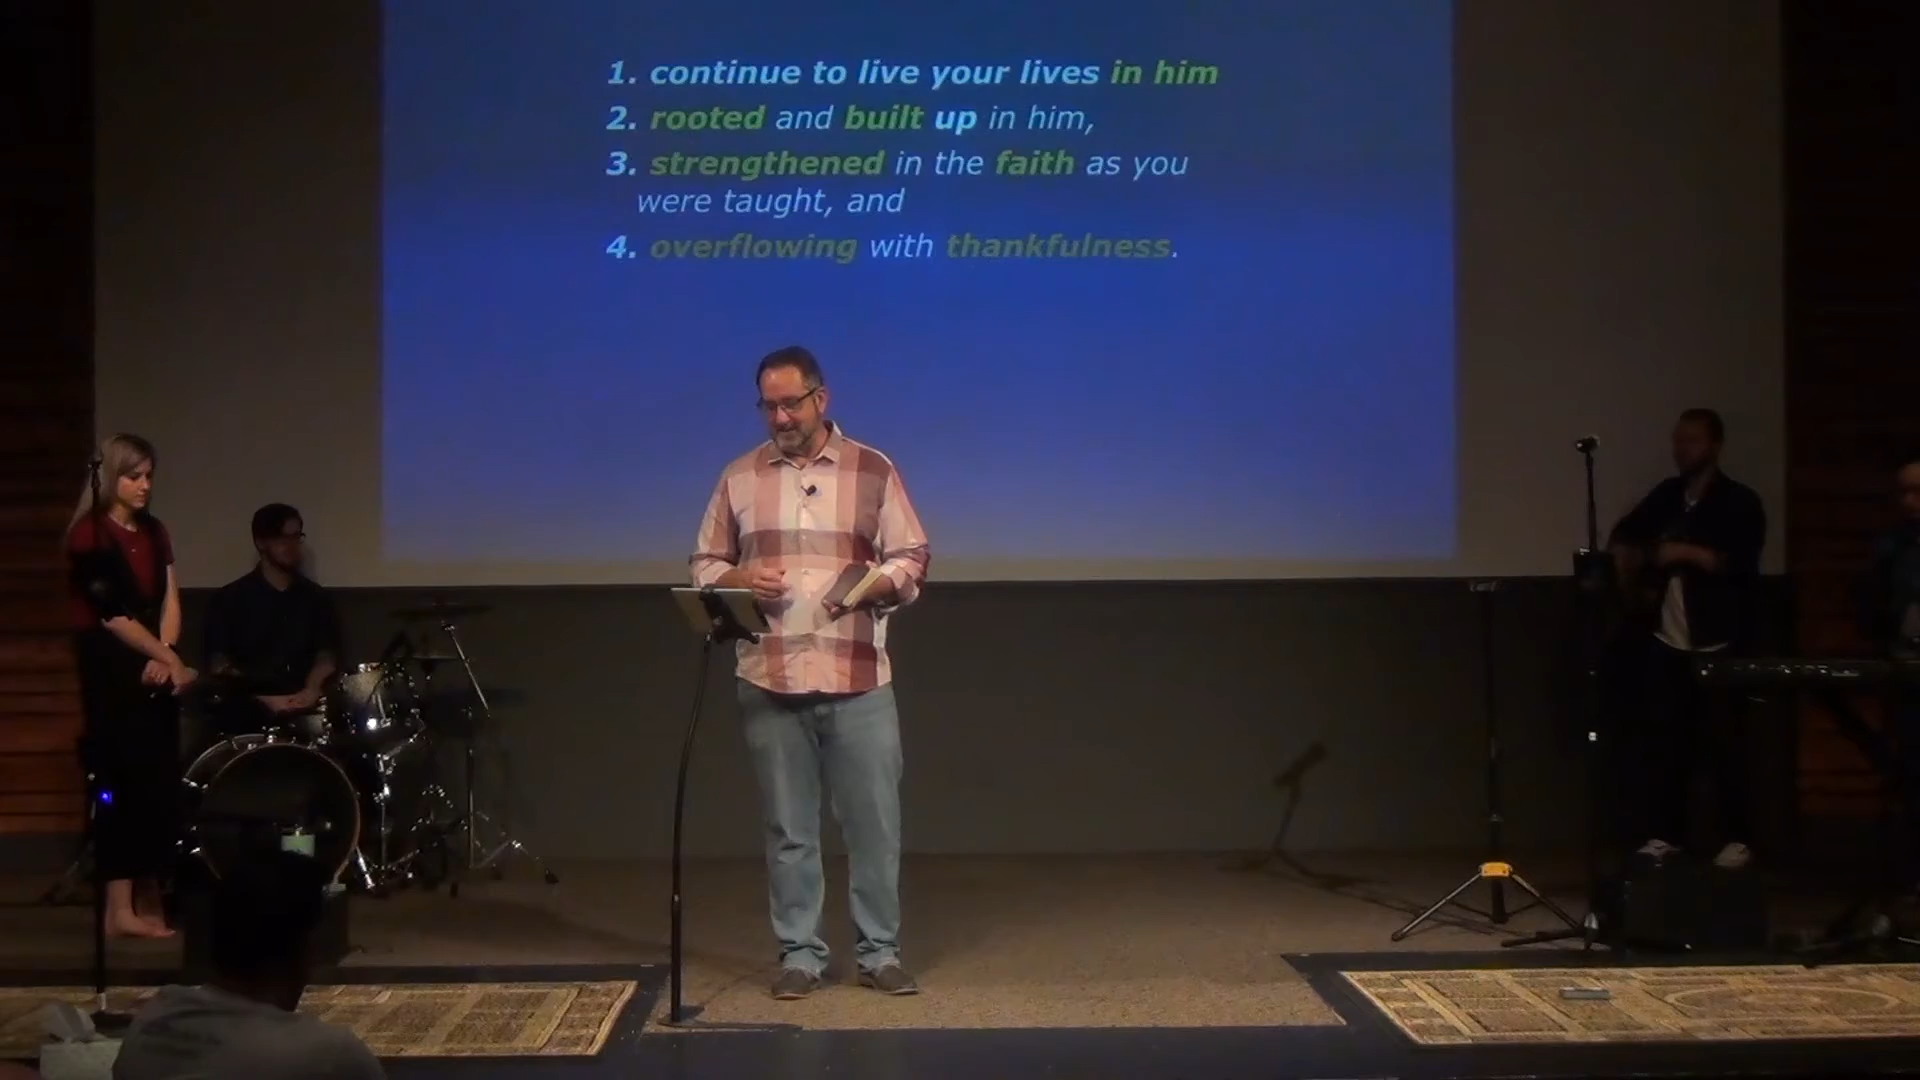 1. continue to live your lives in him
2. rooted and built up in him,
3. strengthened in the faith as you
were taught, and
4. overflowing with thankfulness.